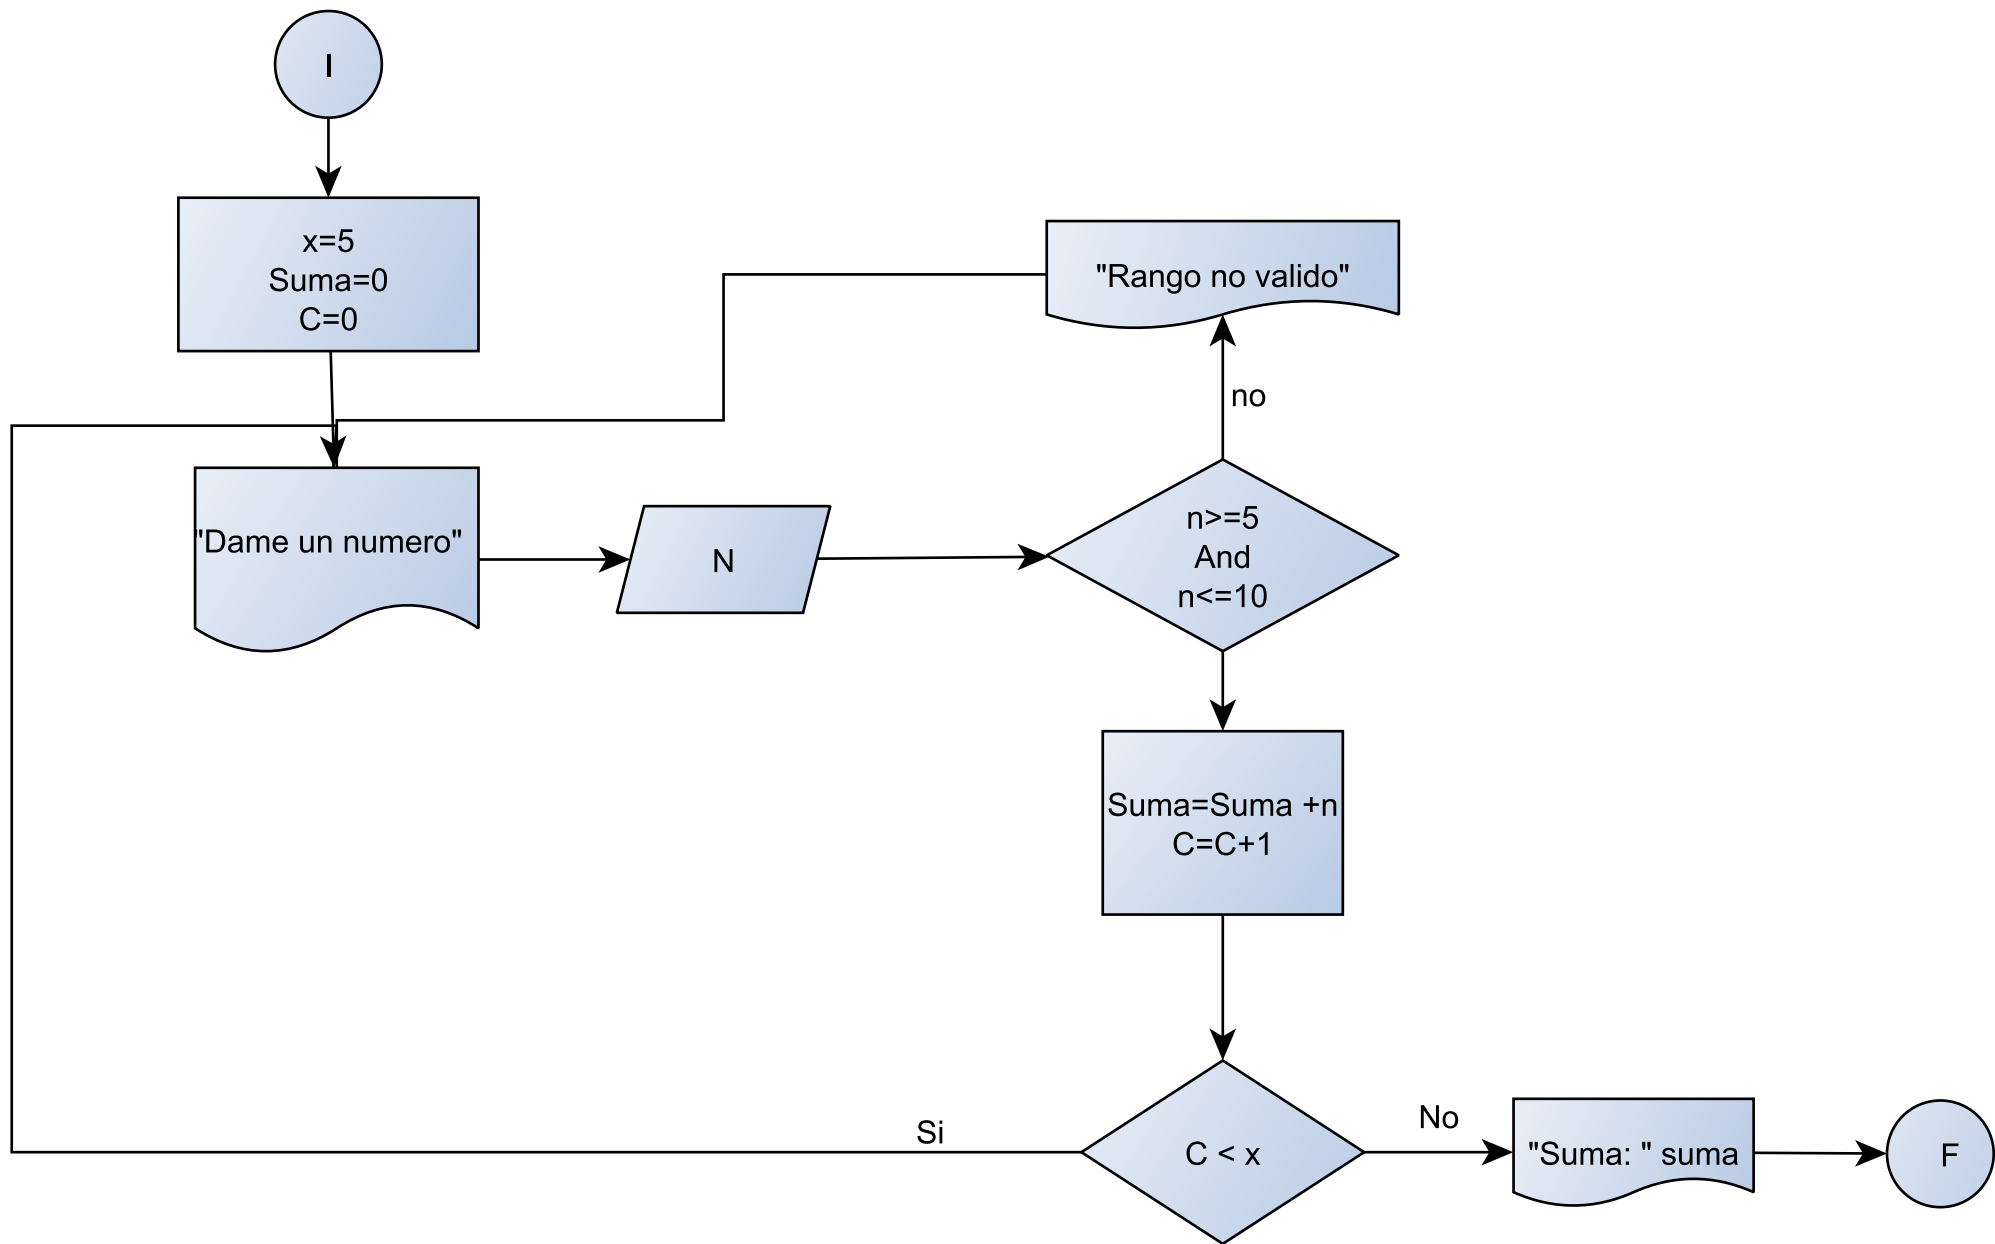 I
x=5
Suma=0
C=0
"Dame un numero"
N
n>=5
And
n<=10
no
"Rango no valido"
Suma=Suma +n
C=C+1
C < x
Si
No
"Suma: " suma
F